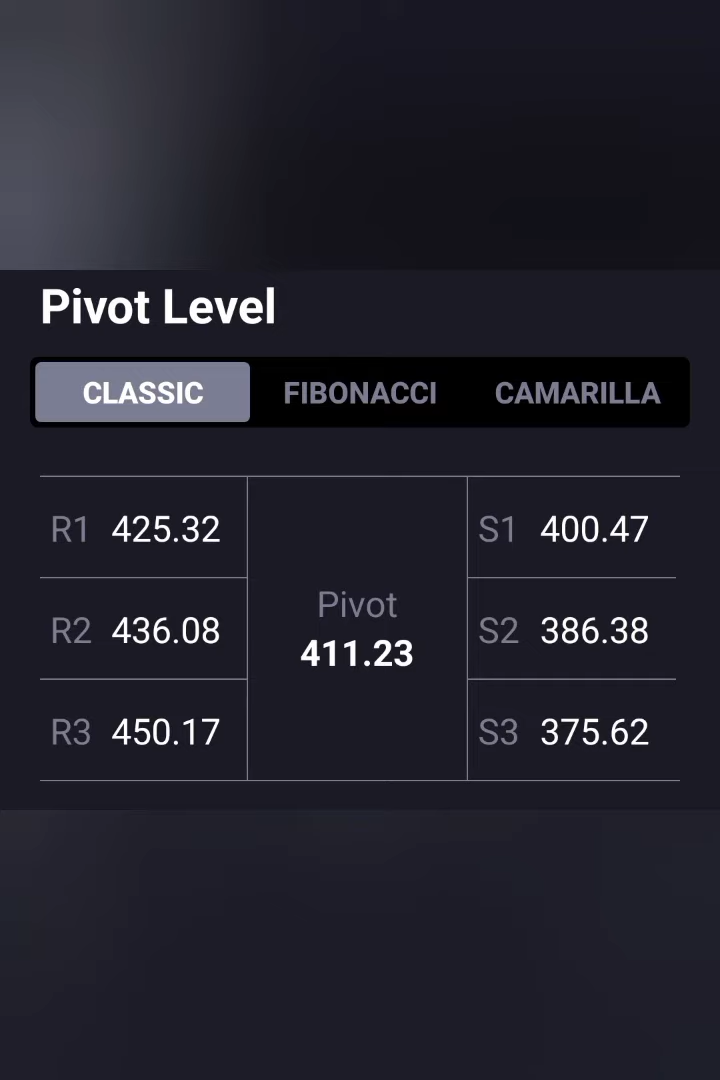 Pivot Level
CLASSIC FIBONACCI CAMARILLA
R1 425.32
R2 436.08
R3 450.17
Pivot
411.23
S1 400.47
S2 386.38
S3 375.62